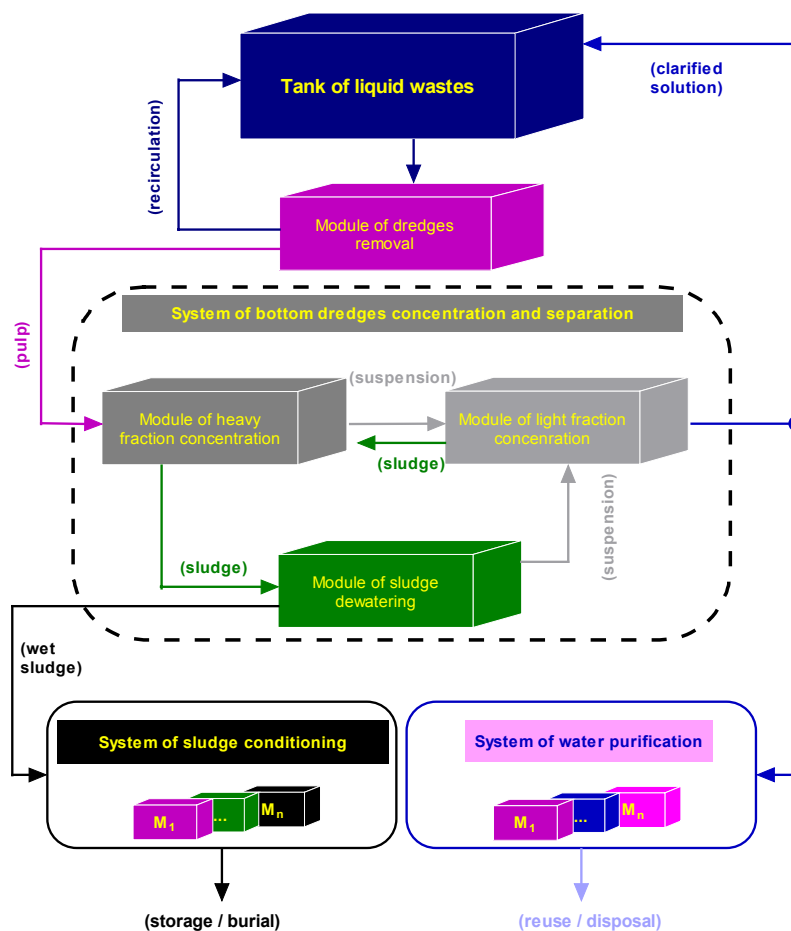 Tank of liquid wastes
(clarified
solution)
(recirculation)
Module of dredges
removal
(pulp)
System of bottom dredges concentration and separation
(suspension)
Module of heavy
fraction concentration
Module of light fraction
concenration
(sludge)
(suspension)
(sludge)
Module of sludge
dewatering
(wet
sludge)
System of sludge conditioning
M1
...
Mn
System of water purification
M1
...
Mn
(storage / burial)
(reuse / disposal)